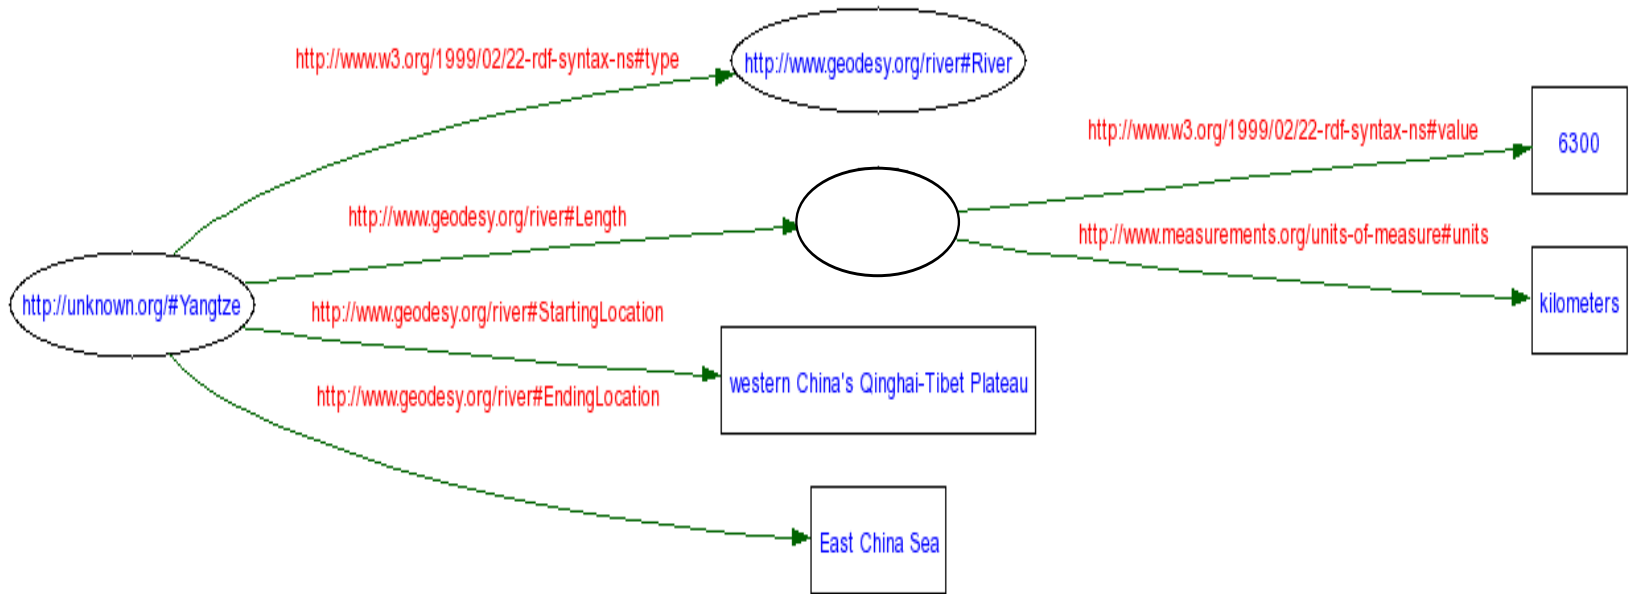 http://www.w3.org/1999/02/22-rdf-syntax-ns#type
http://www.geodesy.org/river#River
http://www.w3.org/1999/02/22-rdf-syntax-ns#value
6300
http://www.geodesy.org/river#Length
http://www.measurements.org/units-of-measure#units
kilometers
http://unknown.org/#Yangtze
http://www.geodesy.org/river#StartingLocation
western China's Qinghai-Tibet Plateau
http://www.geodesy.org/river#EndingLocation
East China Sea